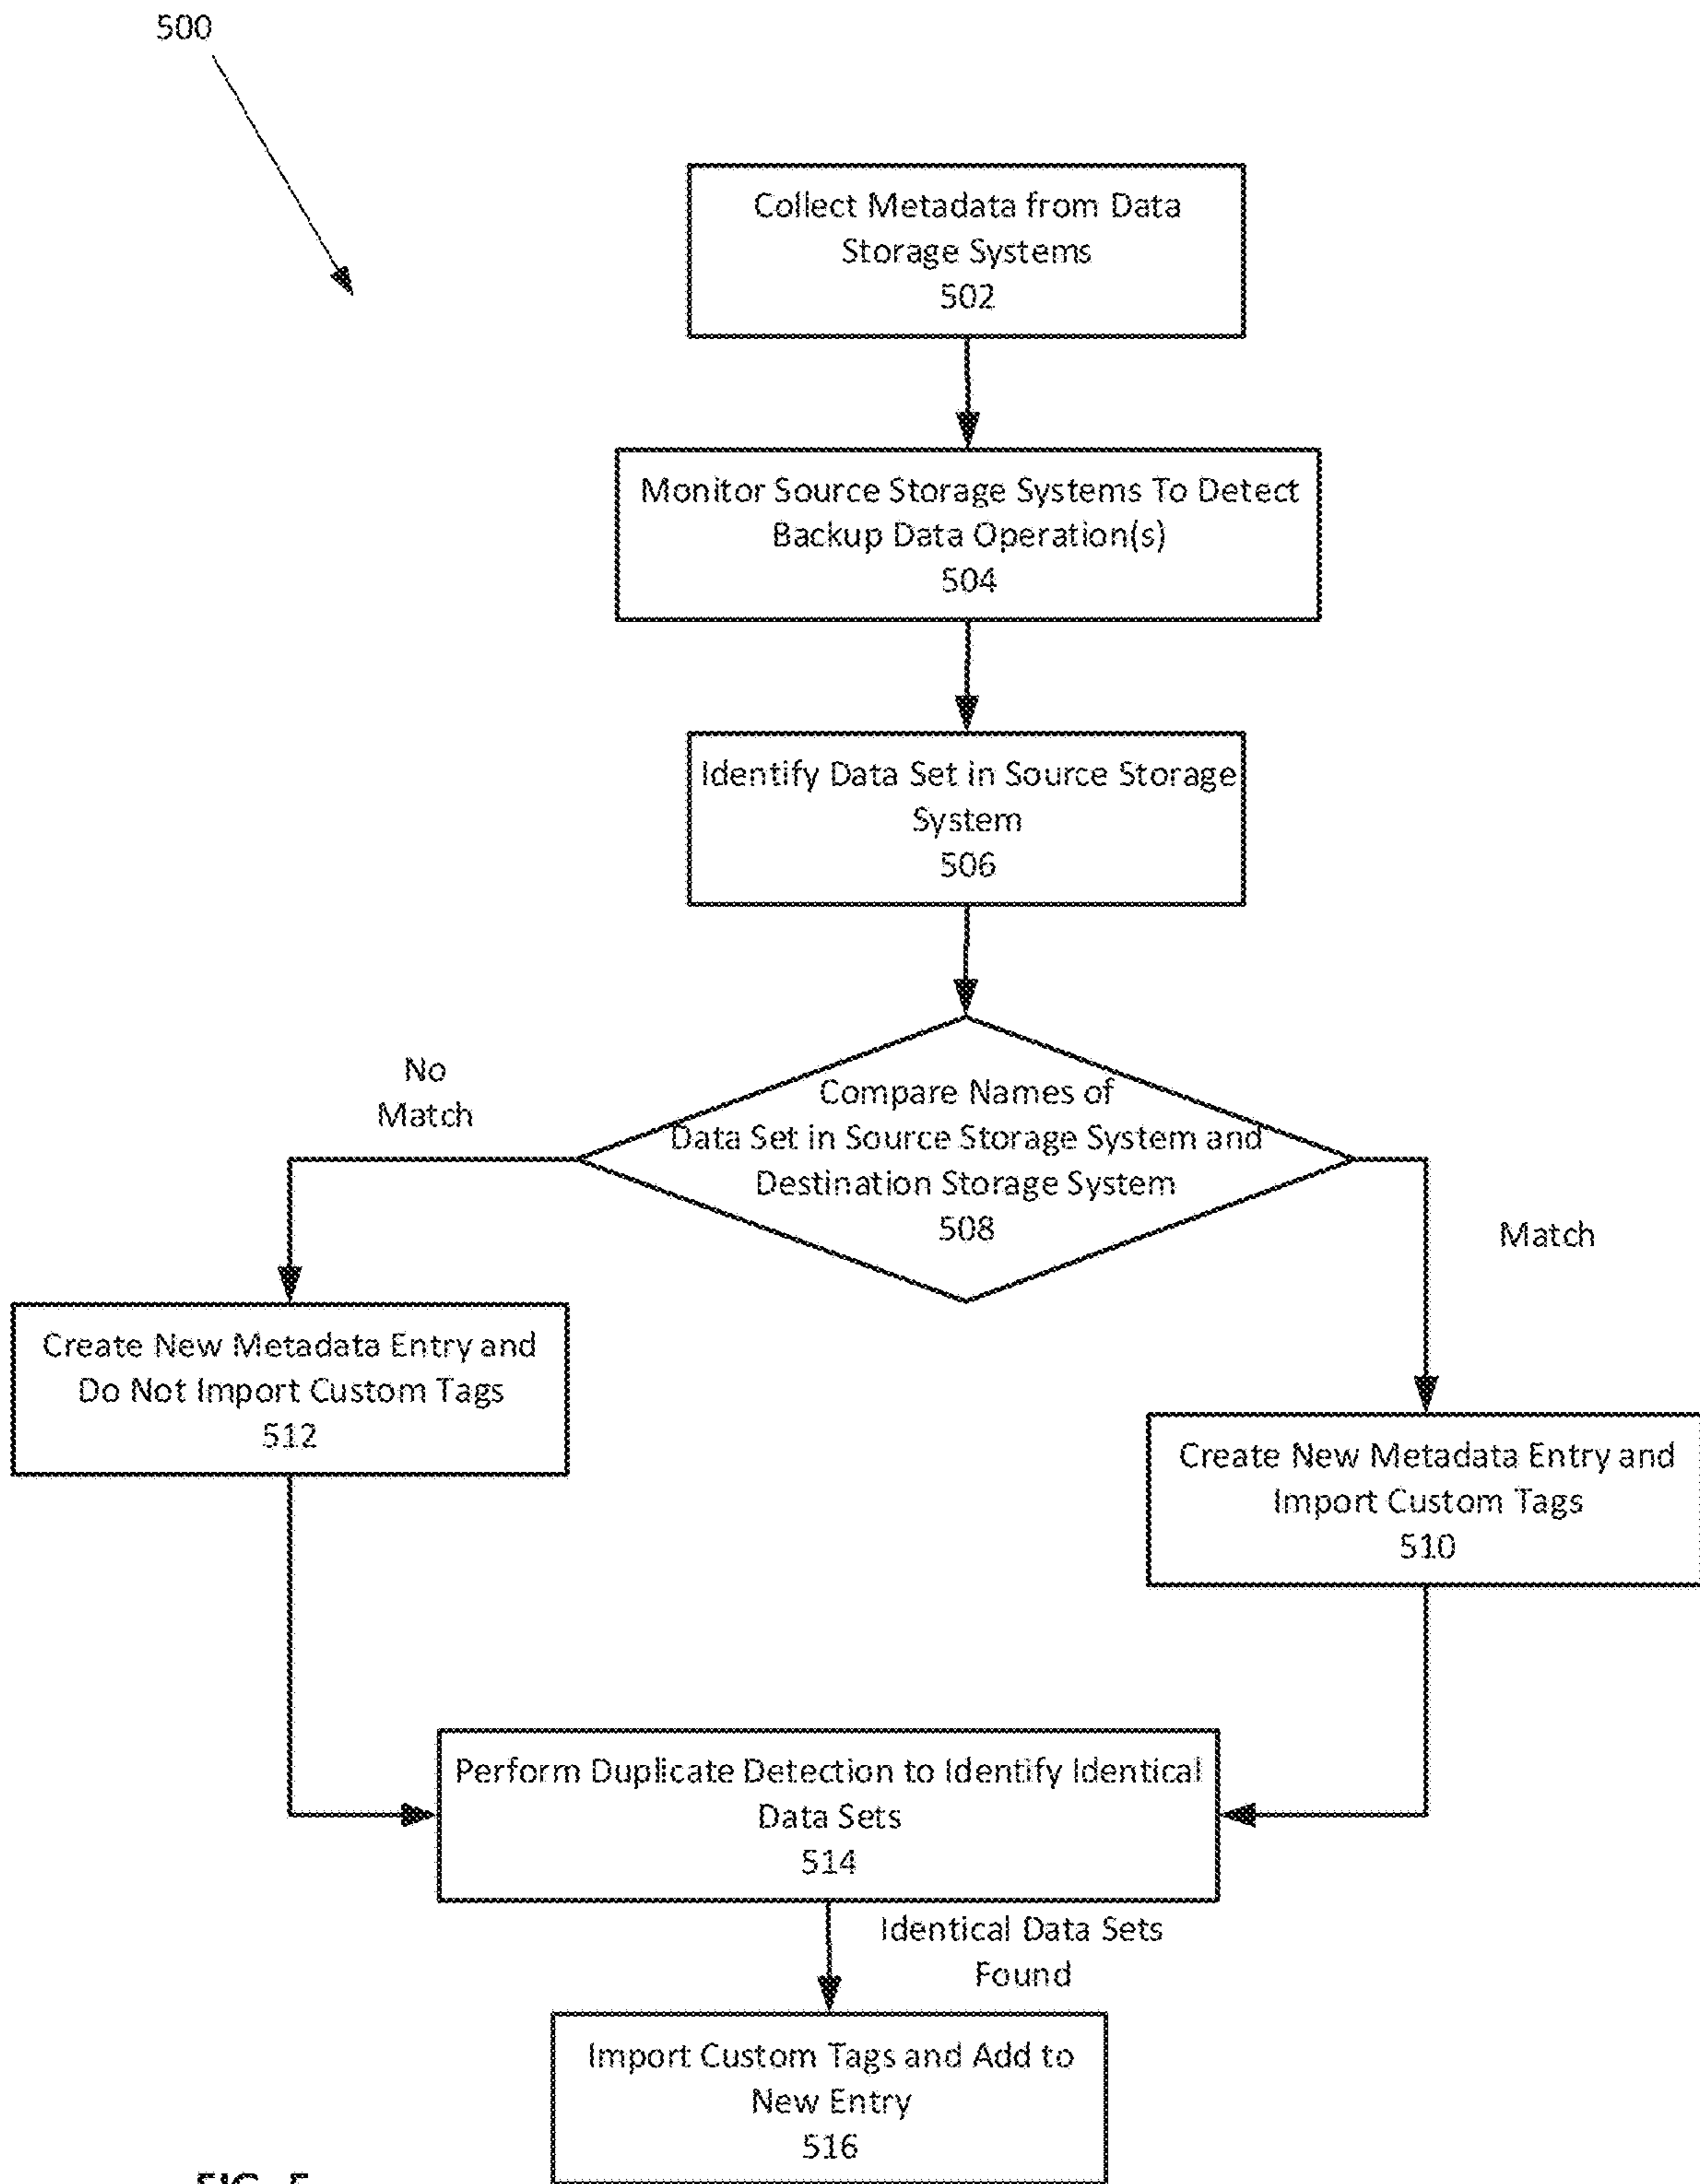 500
Collect Metadata from Data
Storage Systems
502
Monitor Source Storage Systems To Detect
Backup Data Operation(s)
504
Identify Data Set in Source Storage
System
506
No
Match
Compare Names of
Data Set in Source Storage System and
Destination Storage System
508
Match
Create New Metadata Entry and
Do Not Import Custom Tags
512
Create New Metadata Entry and
Import Custom Tags
510
Perform Duplicate Detection to Identify Identical
Data Sets
514
Identical Data Sets
Found
Import Custom Tags and Add to
New Entry
516